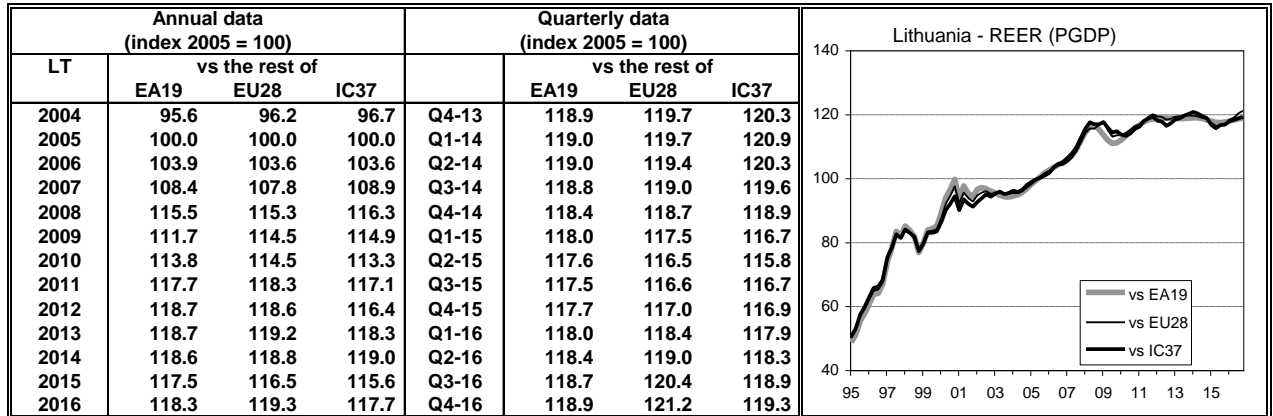 Annual data Quarterly data
(index 2005 = 100) (index 2005 = 100)
LT vs the rest of vs the rest of
EA19 EU28 IC37 EA19 EU28 IC37
2004 95.6 96.2 96.7 Q4-13 118.9 119.7 120.3
2005 100.0 100.0 100.0 Q1-14 119.0 119.7 120.9
2006 103.9 103.6 103.6 Q2-14 119.0 119.4 120.3
2007 108.4 107.8 108.9 Q3-14 118.8 119.0 119.6
2008 115.5 115.3 116.3 Q4-14 118.4 118.7 118.9
2009 111.7 114.5 114.9 Q1-15 118.0 117.5 116.7
2010 113.8 114.5 113.3 Q2-15 117.6 116.5 115.8
2011 117.7 118.3 117.1 Q3-15 117.5 116.6 116.7
2012 118.7 118.6 116.4 Q4-15 117.7 117.0 116.9
2013 118.7 119.2 118.3 Q1-16 118.0 118.4 117.9
2014 118.6 118.8 119.0 Q2-16 118.4 119.0 118.3
2015 117.5 116.5 115.6 Q3-16 118.7 120.4 118.9
2016 118.3 119.3 117.7 Q4-16 118.9 121.2 119.3
Lithuania - REER (PGDP)
140
120
100
80
60
40
vs EA19
vs EU28
vs IC37
95 96 97 99 01 03 05 07 09 11 13 15